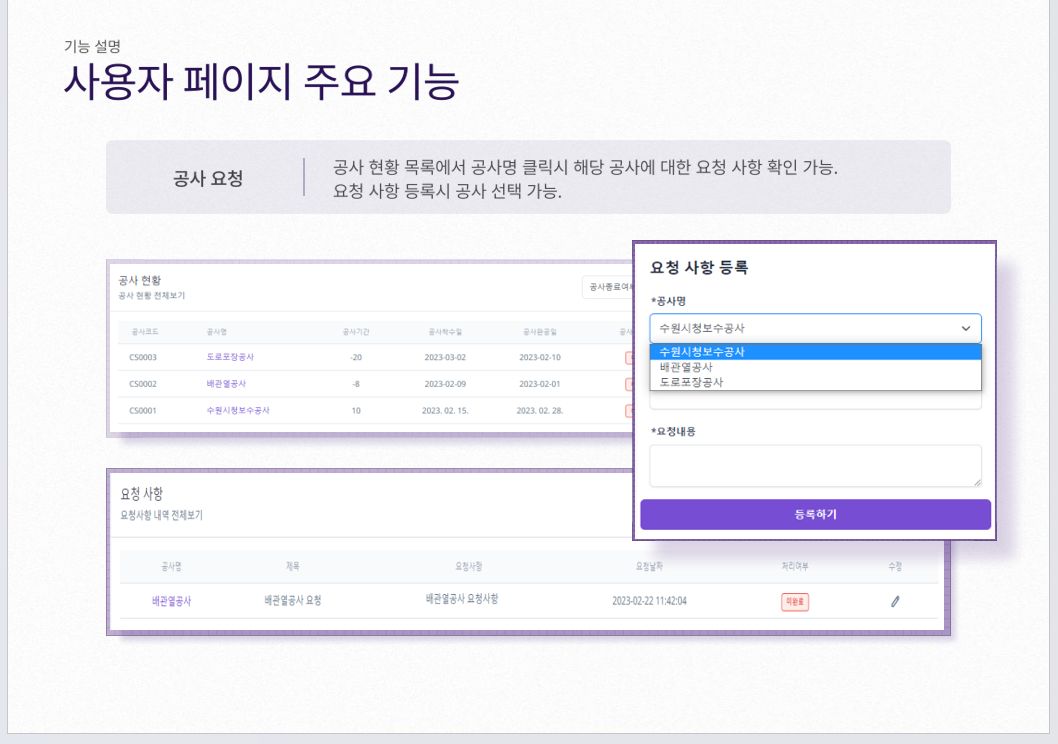 기능 설명
사용자 페이지 주요 기능
공사 요청
공사 현황 목록에서 공사명 클릭시 해당 공사에 대한 요청 사항 확인 가능.
요청 사항 등록시 공사 선택 가능.
공사 현황
공사 현황 전체보기
공사종료여
공사코드 공사명 공사기간 공사착수일 공사완공일
CS0003 도로포장공사 -20 2023-03-02 2023-02-10
CS0002 배관열공사 -8 2023-02-09 2023-02-01
CS0001 수원시청보수공사 10 2023. 02. 15. 2023. 02. 28.
요청 사항 등록
*공사명
수원시청보수공사
수원시청보수공사
배관열공사
도로포장공사
*요청내용
등록하기
요청 사항
요청사항 내역 전체보기
공사명 제목 요청사항 요청날짜 처리여부 수정
배관열공사 배관열공사 요청 배관열공사 요청사항 2023-02-22 11:42:04 미완료